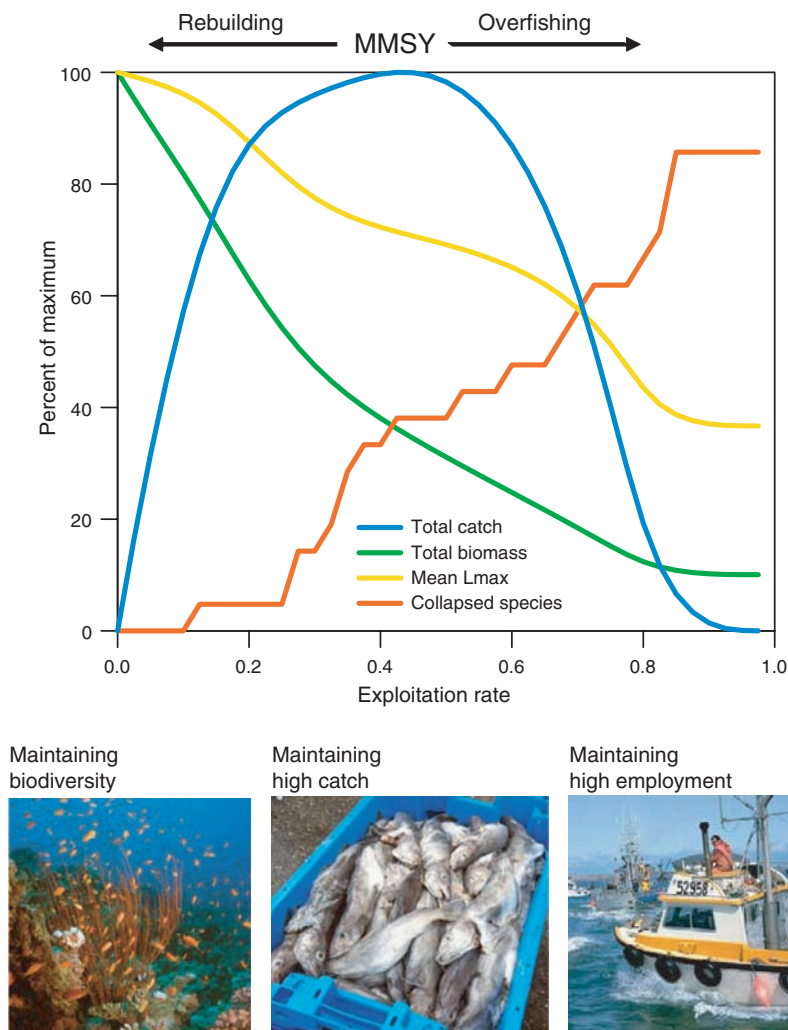 Rebuilding
MMSY
Overfishing
100
80
60
40
20
0
Percent of maximum
Total catch
Total biomass
Mean Lmax
Collapsed species
0.0
0.2
0.4
0.6
0.8
1.0
Exploitation rate
Maintaining
biodiversity
Maintaining
high catch
Maintaining
high employment
52958